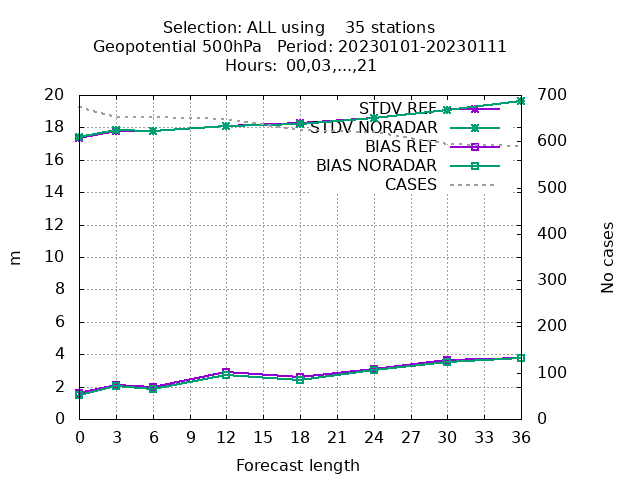 Selection: ALL using 35 stations
Geopotential 500hPa Period: 20230101-20230111
Hours: 00,03,...,21
20 700
18 600
16
14 500
12 400
10
8 300
6 200
4 100
2
0 0
STDV REF
STDV NORADAR
BIAS REF
BIAS NORADAR
CASES
m
No cases
0 3 6 9 12 15 18 21 24 27 30 33 36
Forecast length